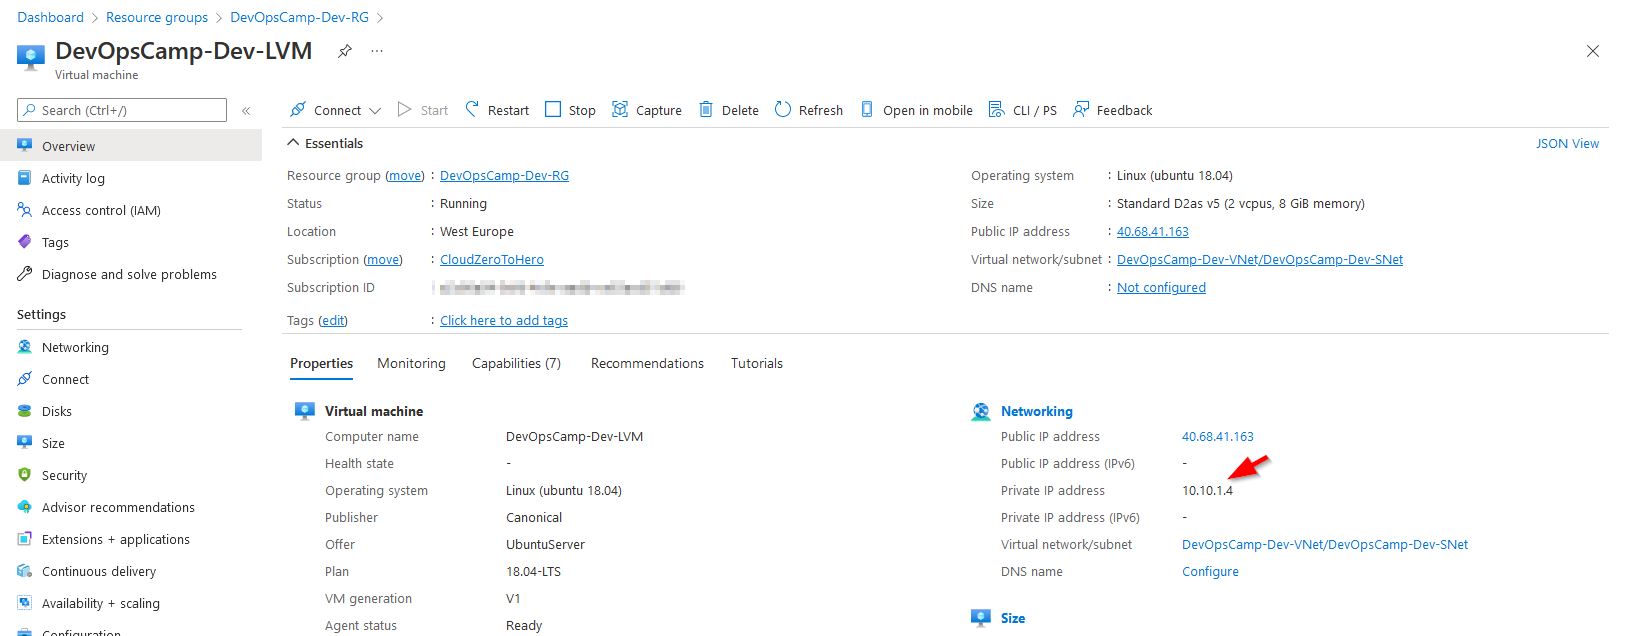 Dashboard > Resource groups > DevOpsCamp-Dev-RG >
DevOpsCamp-Dev-LVM ...
Virtual machine
Search (Ctrl+/) «
Overview
Activity log
Access control (IAM)
Tags
Diagnose and solve problems
Settings
Networking
Connect
Disks
Size
Security
Advisor recommendations
Extensions + applications
Continuous delivery
Availability + scaling
Configuration
Connect Start Restart Stop Capture Delete Refresh Open in mobile CLI / PS Feedback
Essentials JSON View
Resource group (move) : DevOpsCamp-Dev-RG
Status : Running
Location : West Europe
Subscription (move) : CloudZeroToHero
Subscription ID
Tags (edit) : Click here to add tags
Operating system : Linux (ubuntu 18.04)
Size : Standard D2as v5 (2 vcpus, 8 GiB memory)
Public IP address : 40.68.41.163
Virtual network/subnet : DevOpsCamp-Dev-VNet/DevOpsCamp-Dev-SNet
DNS name : Not configured
Properties Monitoring Capabilities (7) Recommendations Tutorials
Virtual machine
Computer name DevOpsCamp-Dev-LVM
Health state -
Operating system Linux (ubuntu 18.04)
Publisher Canonical
Offer UbuntuServer
Plan 18.04-LTS
VM generation V1
Agent status Ready
Networking
Public IP address 40.68.41.163
Public IP address (IPv6) -
Private IP address 10.10.1.4
Private IP address (IPv6) -
Virtual network/subnet DevOpsCamp-Dev-VNet/DevOpsCamp-Dev-SNet
DNS name Configure
Size